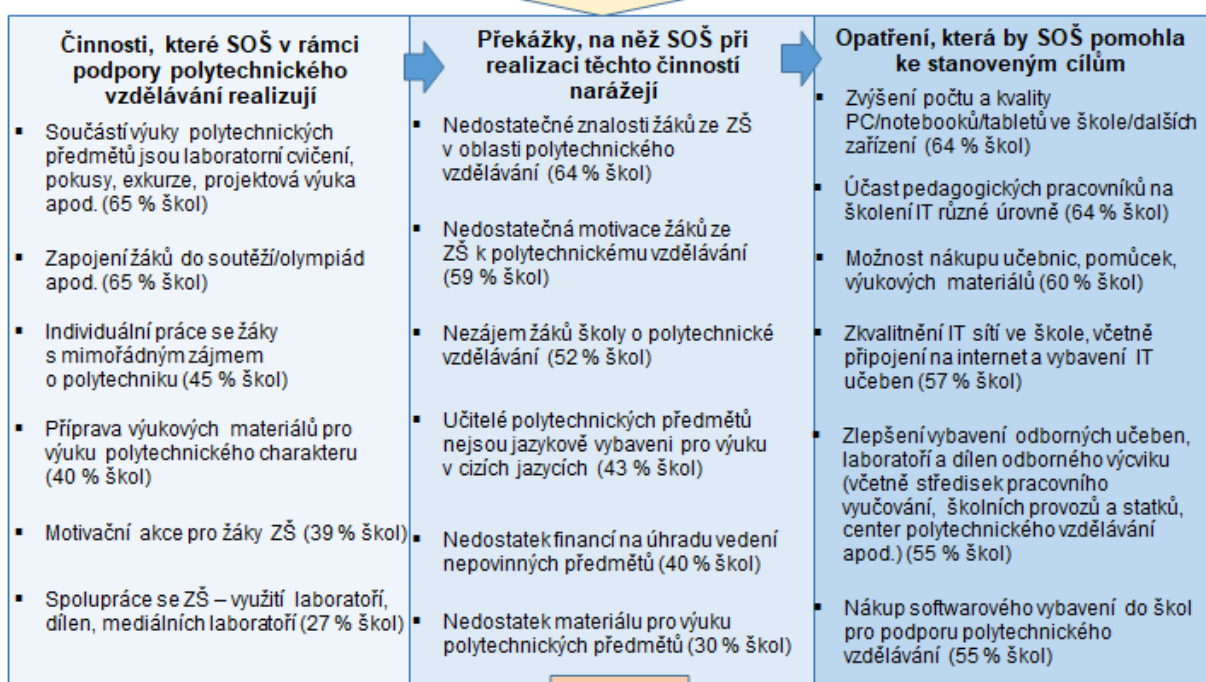 Činnosti, které SOŠ v rámci
podpory polytechnického
vzdělávání realizují
▪ Součástí výuky polytechnických
předmětů jsou laboratorní cvičení,
pokusy, exkurze, projektová výuka
apod. (65 % škol)
▪ Zapojení žáků do soutěží/olympiád
apod. (65 % škol)
▪ Individuální práce se žáky
s mimořádným zájmem
o polytechniku (45 % škol)
▪ Příprava výukových materiálů pro
výuku polytechnického charakteru
(40 % škol)
▪ Motivační akce pro žáky ZŠ (39 % škol)
▪ Spolupráce se ZŠ – využití laboratoří,
dílen, mediálních laboratoří (27 % škol)
Překážky, na něž SOŠ při
realizaci těchto činností
narážejí
▪ Nedostatečné znalosti žáků ze ZŠ
v oblasti polytechnického
vzdělávání (64 % škol)
▪ Nedostatečná motivace žáků ze
ZŠ k polytechnickému vzdělávání
(59 % škol)
▪ Nezájem žáků školy o polytechnické
vzdělávání (52 % škol)
▪ Učitelé polytechnických předmětů
nejsou jazykově vybaveni pro výuku
v cizích jazycích (43 % škol)
▪ Nedostatek financí na úhradu vedení
nepovinných předmětů (40 % škol)
▪ Nedostatek materiálu pro výuku
polytechnických předmětů (30 % škol)
Opatření, která by SOŠ pomohla
ke stanoveným cílům
▪ Zvýšení počtu a kvality
PC/notebooků/tabletů ve škole/dalších
zařízení (64 % škol)
▪ Účast pedagogických pracovníků na
školení IT různé úrovně (64 % škol)
▪ Možnost nákupu učebnic, pomůcek,
výukových materiálů (60 % škol)
▪ Zkvalitnění IT sítí ve škole, včetně
připojení na internet a vybavení IT
učeben (57 % škol)
▪ Zlepšení vybavení odborných učeben,
laboratoří a dílen odborného výcviku
(včetně středisek pracovního
vyučování, školních provozů a statků,
center polytechnického vzdělávání
apod.) (55 % škol)
▪ Nákup softwarového vybavení do škol
pro podporu polytechnického
vzdělávání (55 % škol)